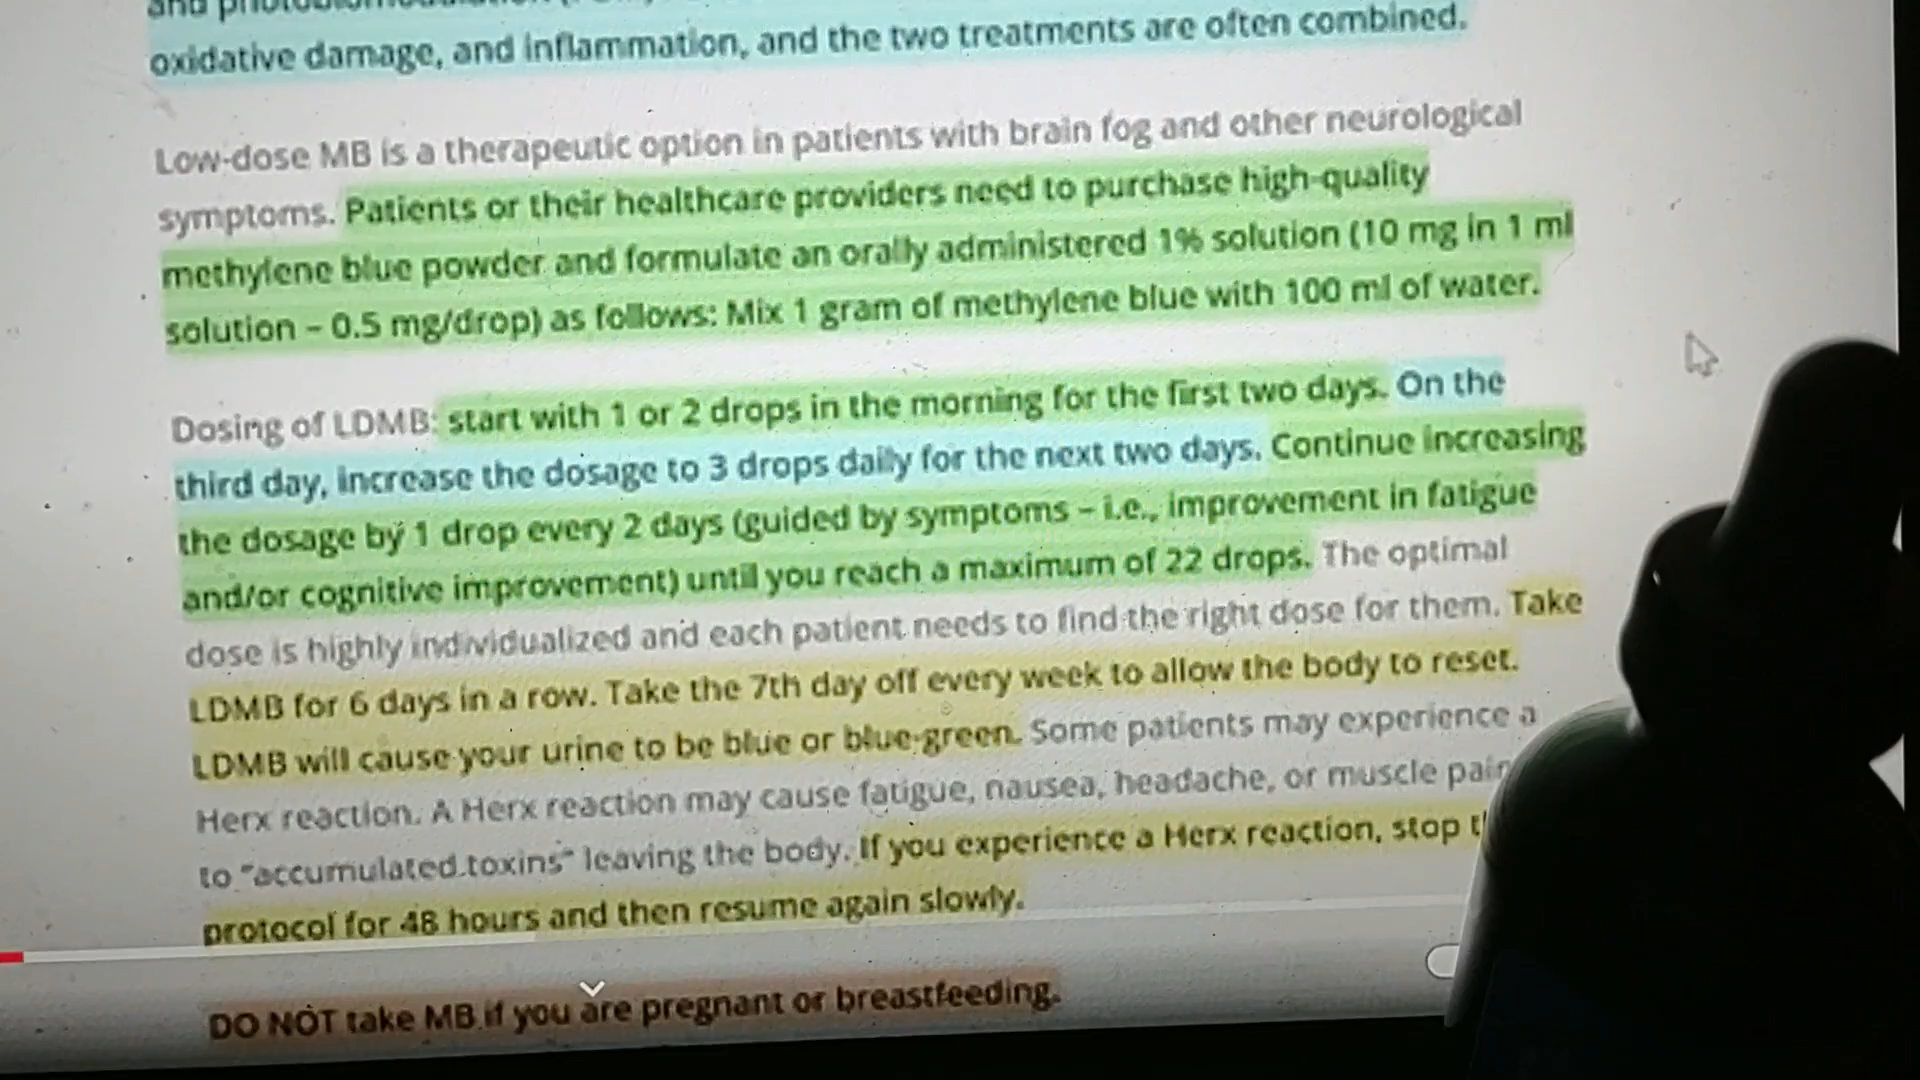 and
oxidative damage, and inflammation, and the two treatments are often combined.
Low-dose MB is a therapeutic option in patients with brain fog and other neurological
symptoms. Patients or their healthcare providers need to purchase high-quality
methylene blue powder and formulate an orally administered 1% solution (10 mg in 1 ml
solution – 0.5 mg/drop) as follows: Mix 1 gram of methylene blue with 100 ml of water.
Dosing of LDMB: start with 1 or 2 drops in the morning for the first two days. On the
third day, increase the dosage to 3 drops daily for the next two days. Continue increasing
the dosage by 1 drop every 2 days (guided by symptoms – i.e., improvement in fatigue
and/or cognitive improvement) until you reach a maximum of 22 drops. The optimal
dose is highly individualized and each patient needs to find the right dose for them. Take
LDMB for 6 days in a row. Take the 7th day off every week to allow the body to reset.
LDMB will cause your urine to be blue or blue-green. Some patients may experience a
Herx reaction. A Herx reaction may cause fatigue, nausea, headache, or muscle pain
to "accumulated toxins" leaving the body. If you experience a Herx reaction, stop
protocol for 48 hours and then resume again slowly.
DO NOT take MB if you are pregnant or breastfeeding.